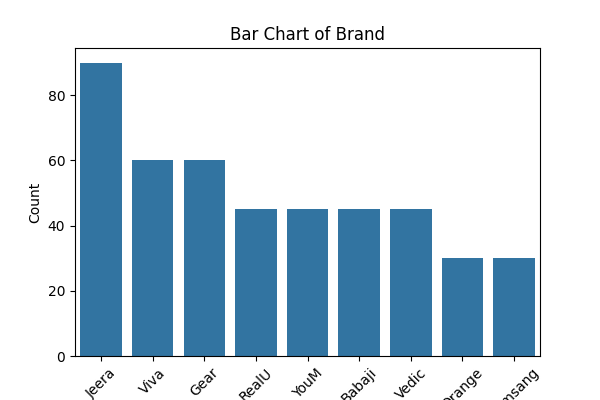 Bar Chart of Brand
Count
80
60
40
20
0
Jeera
Viva
Gear
RealU
YouM
Babaji
Vedic